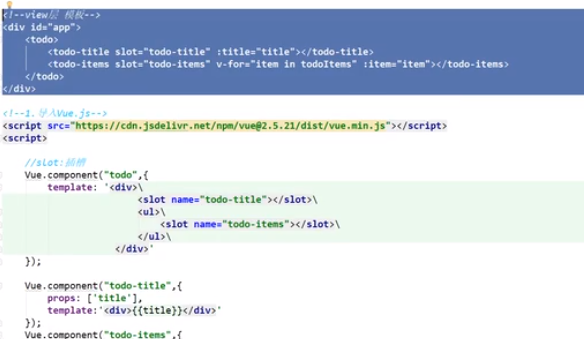 <!--view层 模板-->
<div id="app">
    <todo>
        <todo-title slot="todo-title" :title="title"></todo-title>
        <todo-items slot="todo-items" v-for="item in todoItems" :item="item"></todo-items>
    </todo>
</div>
<!--1.导入Vue.js-->
<script src="https://cdn.jsdelivr.net/npm/vue@2.5.21/dist/vue.min.js"></script>
<script>
    //slot:插槽
    Vue.component("todo",{
        template: '<div>\
                        <slot name="todo-title"></slot>\
                        <ul>\
                            <slot name="todo-items"></slot>\
                        </ul>\
                    </div>'
    });
    Vue.component("todo-title",{
        props: ['title'],
        template:'<div>{{title}}</div>'
    });
    Vue.component("todo-items",{